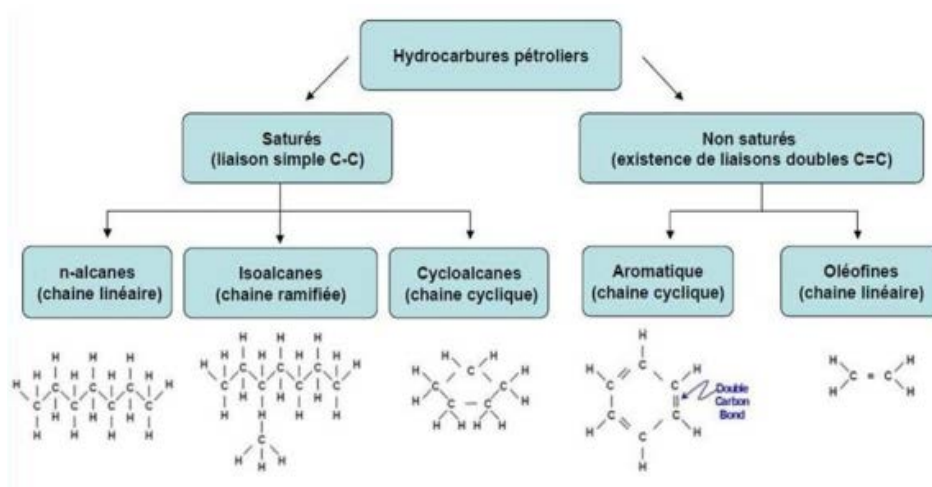 Hydrocarbures pétroliers
Saturés
(liaison simple C-C)
Non saturés
(existence de liaisons doubles C=C)
n-alcanes
(chaine linéaire)
Isoalcanes
(chaine ramifiée)
Cycloalcanes
(chaine cyclique)
Aromatique
(chaine cyclique)
Oléofines
(chaine linéaire)
Double
Carbon
Bond